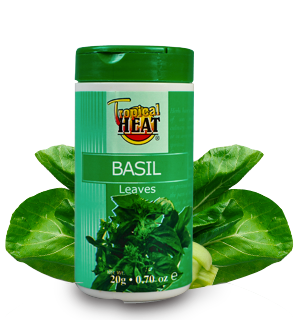 Tropical
HEAT
®
BASIL
Leaves
20g • 0.70 oz e